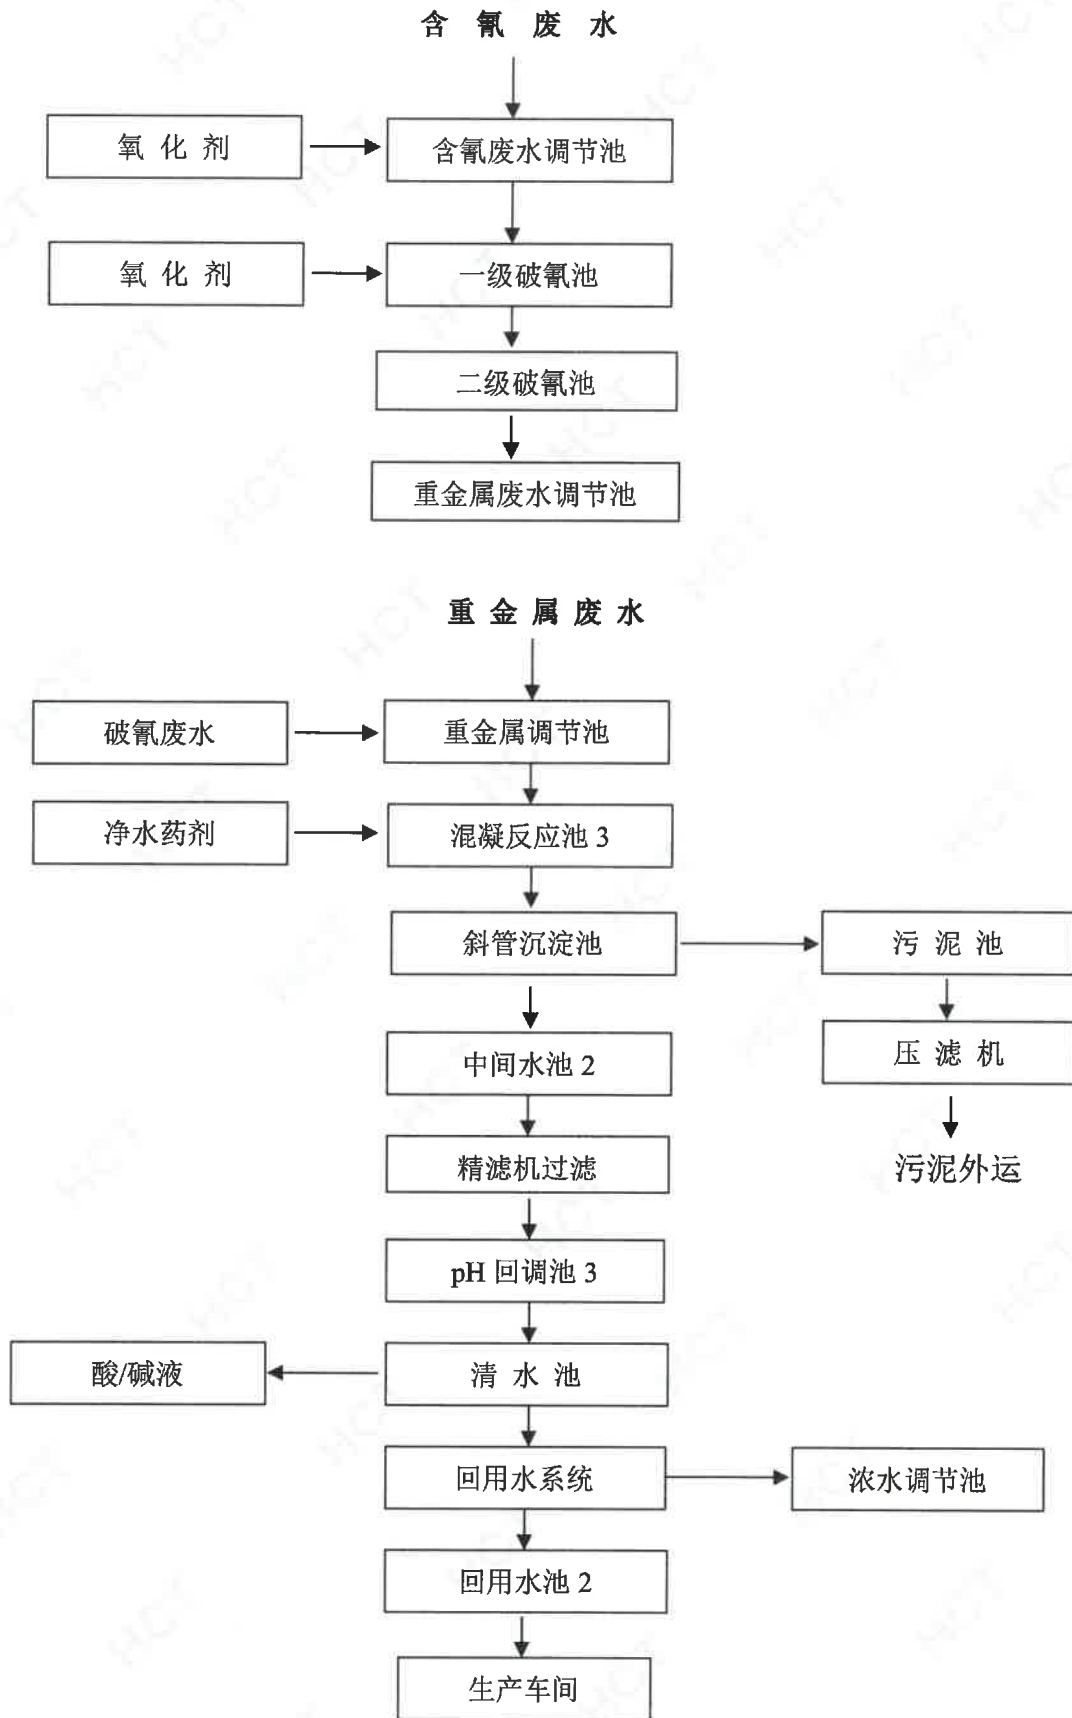 含 氰 废 水
氧 化 剂
含氰废水调节池
氧 化 剂
一级破氰池
二级破氰池
重金属废水调节池
重 金 属 废 水
破氰废水
重金属调节池
净水药剂
混凝反应池 3
斜管沉淀池
污 泥 池
中间水池 2
压 滤 机
精滤机过滤
污泥外运
pH 回调池 3
酸/碱液
清 水 池
回用水系统
浓水调节池
回用水池 2
生产车间
HCT